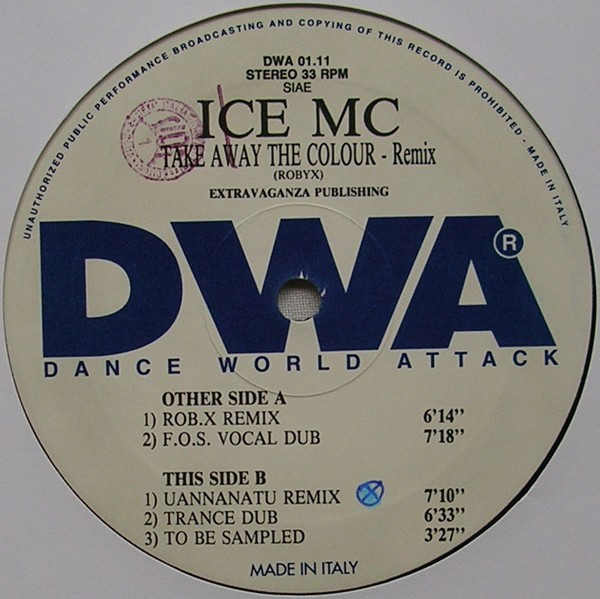 UNAUTHORIZED PUBLIC PERFORMANCE BROADCASTING AND COPYING OF THIS RECORD IS PROHIBITED - MADE IN ITALY
DWA 01.11
STEREO 33 RPM
SIAE
ICE MC
TAKE AWAY THE COLOUR - Remix
(ROBYX)
EXTRAVAGANZA PUBLISHING
DWA®
DANCE WORLD ATTACK
OTHER SIDE A
1) ROB.X REMIX 6'14''
2) F.O.S. VOCAL DUB 7'18''
THIS SIDE B
1) UANNANATU REMIX 7'10''
2) TRANCE DUB 6'33''
3) TO BE SAMPLED 3'27''
MADE IN ITALY